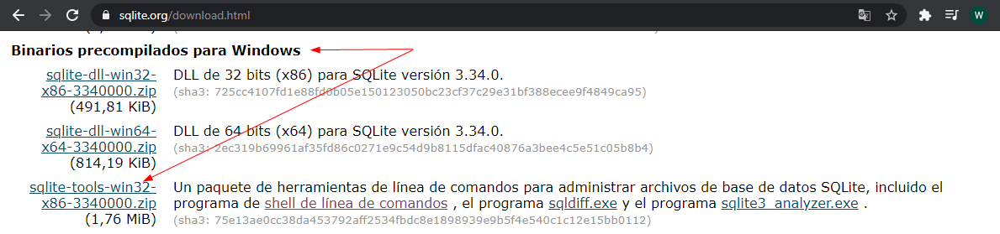 sqlite.org/download.html
W
Binarios precompilados para Windows
sqlite-dll-win32-
x86-3340000.zip
(491,81 KiB)
DLL de 32 bits (x86) para SQLite versión 3.34.0.
(sha3: 725cc4107fd1e88fd0b05e150123050bc23cf37c29e31bf388ecee9f4849ca95)
sqlite-dll-win64-
x64-3340000.zip
(814,19 KiB)
DLL de 64 bits (x64) para SQLite versión 3.34.0.
(sha3: 2ec319b69961af35fd86c0271e9c54d9b8115dfac40876a3bee4c5e51c05b8b4)
sqlite-tools-win32-
x86-3340000.zip
(1,76 MiB)
Un paquete de herramientas de línea de comandos para administrar archivos de base de datos SQLite, incluido el
programa de shell de línea de comandos , el programa sqldiff.exe y el programa sqlite3_analyzer.exe .
(sha3: 75e13ae0cc38da453792aff2534fbdc8e1898939e9b5f4e540c1c12e15bb0112)